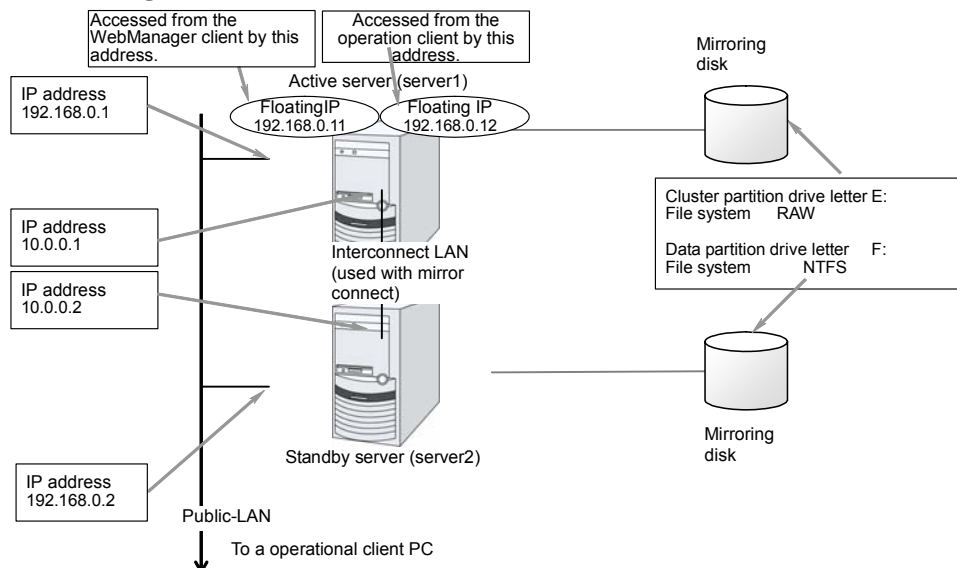 Accessed from the
WebManager client by this
address.
Accessed from the
operation client by this
address.
Mirroring
disk
Active server (server1)
IP address
192.168.0.1
FloatingIP
192.168.0.11
Floating IP
192.168.0.12
Cluster partition drive letter E:
File system RAW
Data partition drive letter F:
File system NTFS
IP address
10.0.0.1
Interconnect LAN
(used with mirror
connect)
IP address
10.0.0.2
Mirroring
disk
Standby server (server2)
IP address
192.168.0.2
Public-LAN
To a operational client PC